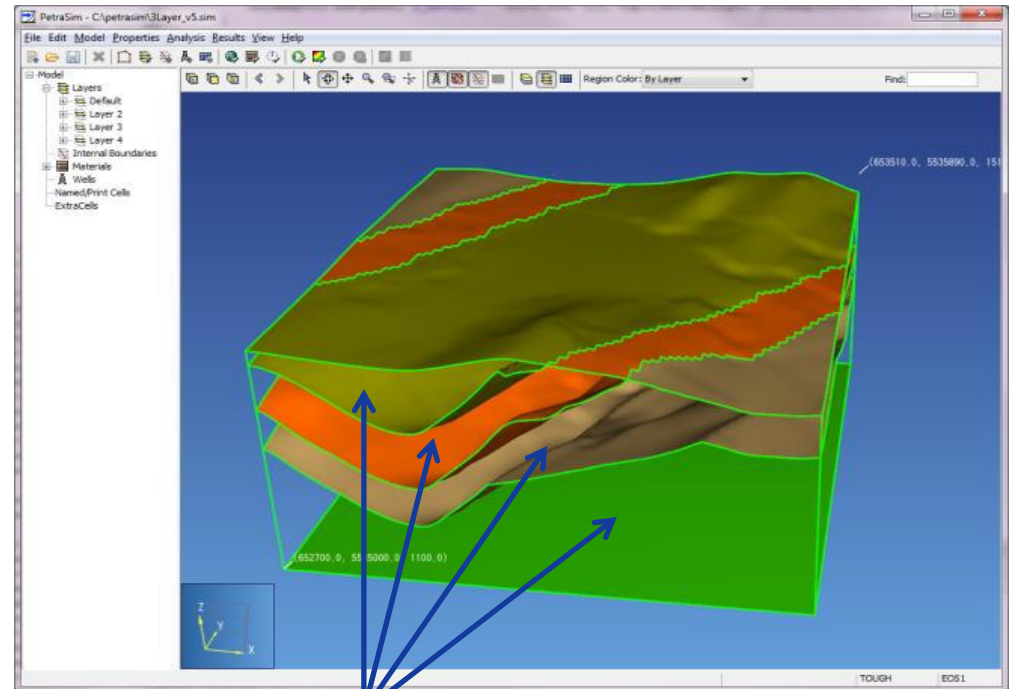 PetraSim - C:\petrasim\3Layer_v5.sim
File Edit Model Properties Analysis Results View Help
Region Color: By Layer
Find:
Model
Layers
Default
Layer 2
Layer 3
Layer 4
Internal Boundaries
Materials
Wells
Named/Print Cells
ExtraCells
(653510.0, 5535890.0, 151
(652700.0, 55 5000.0, 1100.0)
Z
Y
X
TOUGH EOS1